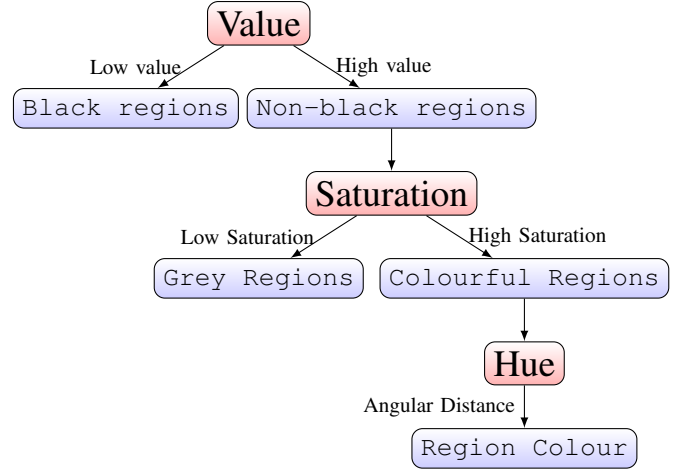 Value
Low value
High value
Black regions
Non-black regions
Saturation
Low Saturation
High Saturation
Grey Regions
Colourful Regions
Hue
Angular Distance
Region Colour